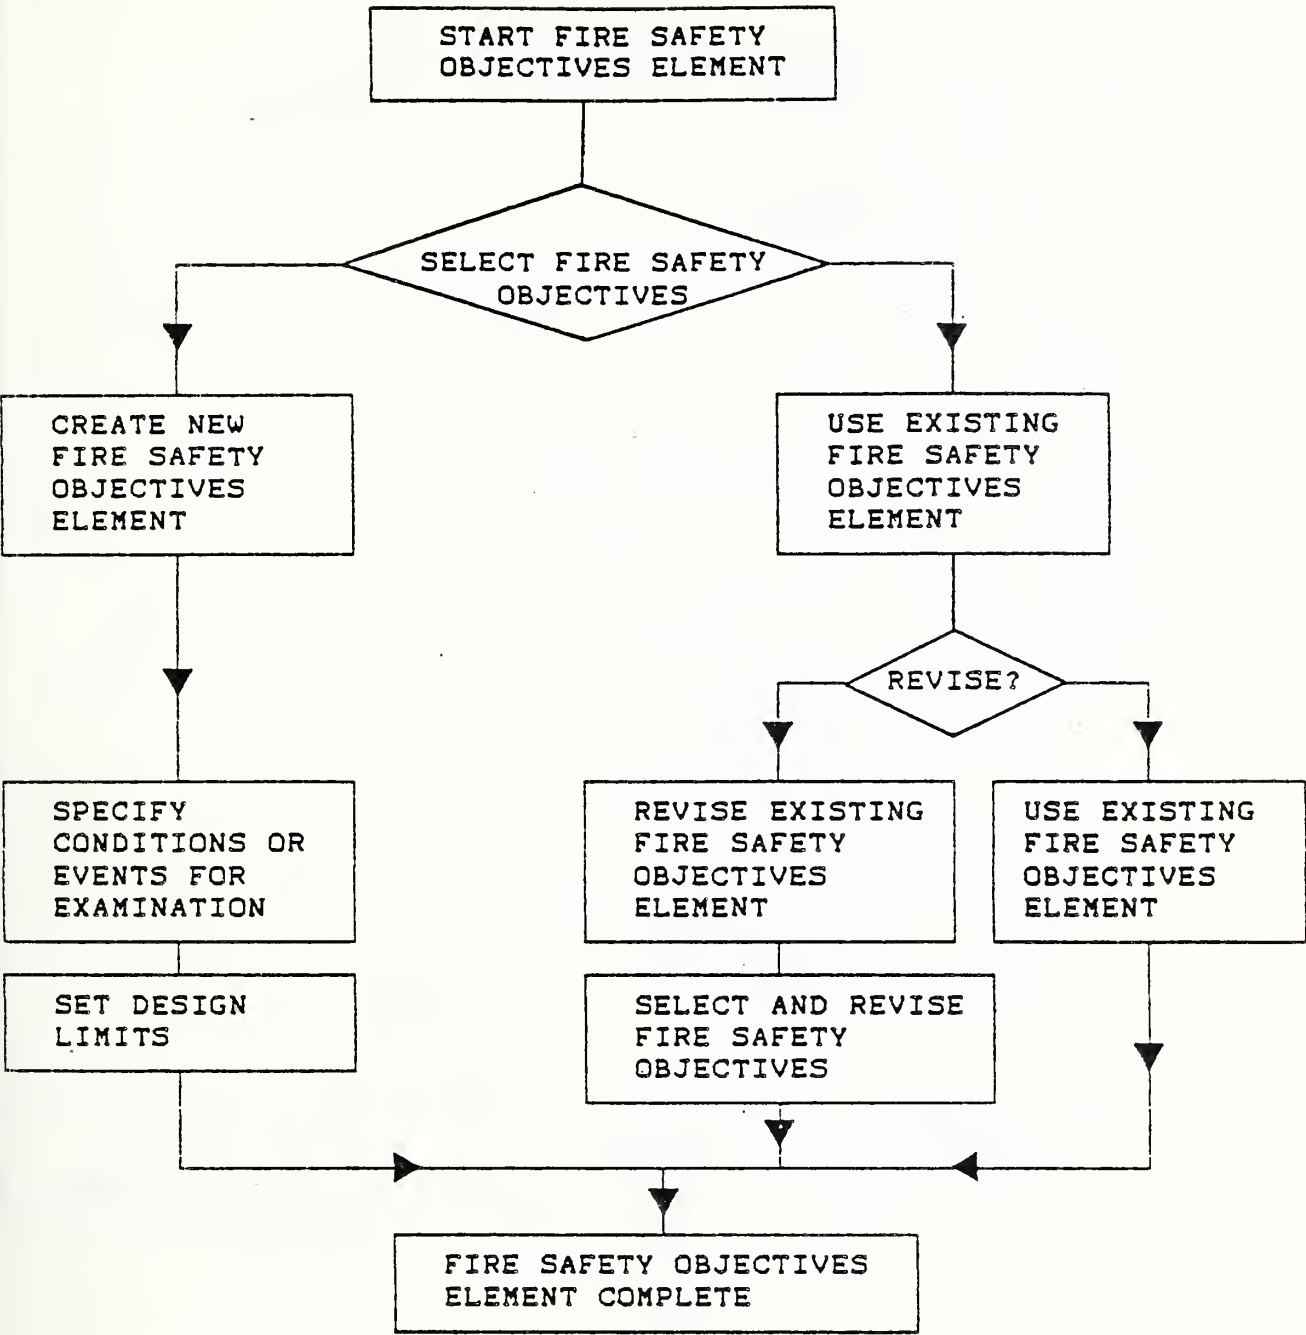 START FIRE SAFETY
OBJECTIVES ELEMENT
SELECT FIRE SAFETY
OBJECTIVES
CREATE NEW
FIRE SAFETY
OBJECTIVES
ELEMENT
USE EXISTING
FIRE SAFETY
OBJECTIVES
ELEMENT
REVISE?
SPECIFY
CONDITIONS OR
EVENTS FOR
EXAMINATION
REVISE EXISTING
FIRE SAFETY
OBJECTIVES
ELEMENT
USE EXISTING
FIRE SAFETY
OBJECTIVES
ELEMENT
SET DESIGN
LIMITS
SELECT AND REVISE
FIRE SAFETY
OBJECTIVES
FIRE SAFETY OBJECTIVES
ELEMENT COMPLETE